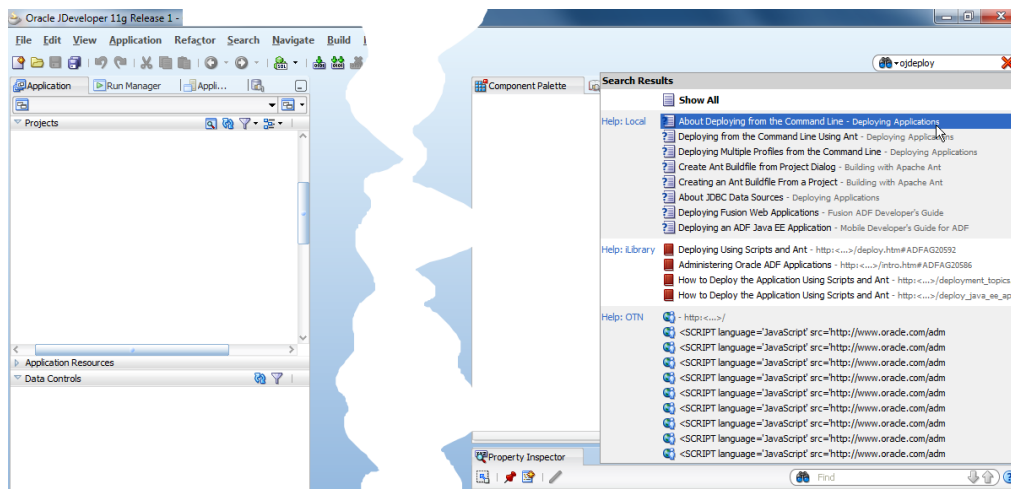 Oracle JDeveloper 11g Release 1 -
File Edit View Application Refactor Search Navigate Build
ojdeploy
Application Run Manager Appli...
Component Palette
Search Results
Show All
Projects
Help: Local About Deploying from the Command Line - Deploying Applications
Deploying from the Command Line Using Ant - Deploying Applications
Deploying Multiple Profiles from the Command Line - Deploying Applications
Create Ant Buildfile from Project Dialog - Building with Apache Ant
Creating an Ant Buildfile From a Project - Building with Apache Ant
About JDBC Data Sources - Deploying Applications
Deploying Fusion Web Applications - Fusion ADF Developer's Guide
Deploying an ADF Java EE Application - Mobile Developer's Guide for ADF
Help: iLibrary Deploying Using Scripts and Ant - http:<...>/deploy.htm#ADFAG20592
Administering Oracle ADF Applications - http:<...>/intro.htm#ADFAG20586
How to Deploy the Application Using Scripts and Ant - http:<...>/deployment_topics
How to Deploy the Application Using Scripts and Ant - http:<...>/deploy_java_ee_ap
Help: OTN - http:<...>/
<SCRIPT language='JavaScript' src='http://www.oracle.com/adm
<SCRIPT language='JavaScript' src='http://www.oracle.com/adm
<SCRIPT language='JavaScript' src='http://www.oracle.com/adm
<SCRIPT language='JavaScript' src='http://www.oracle.com/adm
<SCRIPT language='JavaScript' src='http://www.oracle.com/adm
<SCRIPT language='JavaScript' src='http://www.oracle.com/adm
<SCRIPT language='JavaScript' src='http://www.oracle.com/adm
<SCRIPT language='JavaScript' src='http://www.oracle.com/adm
<SCRIPT language='JavaScript' src='http://www.oracle.com/adm
Application Resources
Data Controls
Property Inspector
Find